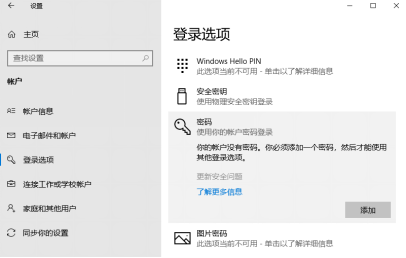 设置
主页
查找设置
帐户
帐户信息
电子邮件和帐户
登录选项
连接工作或学校帐户
家庭和其他用户
同步你的设置
登录选项
Windows Hello PIN
此选项当前不可用 - 单击以了解详细信息
安全密钥
使用物理安全密钥登录
密码
使用你的帐户密码登录
你的帐户没有密码。你必须添加一个密码，然后才能使用
其他登录选项。
更新安全问题
了解更多信息
添加
图片密码
此选项当前不可用 - 单击以了解详细信息